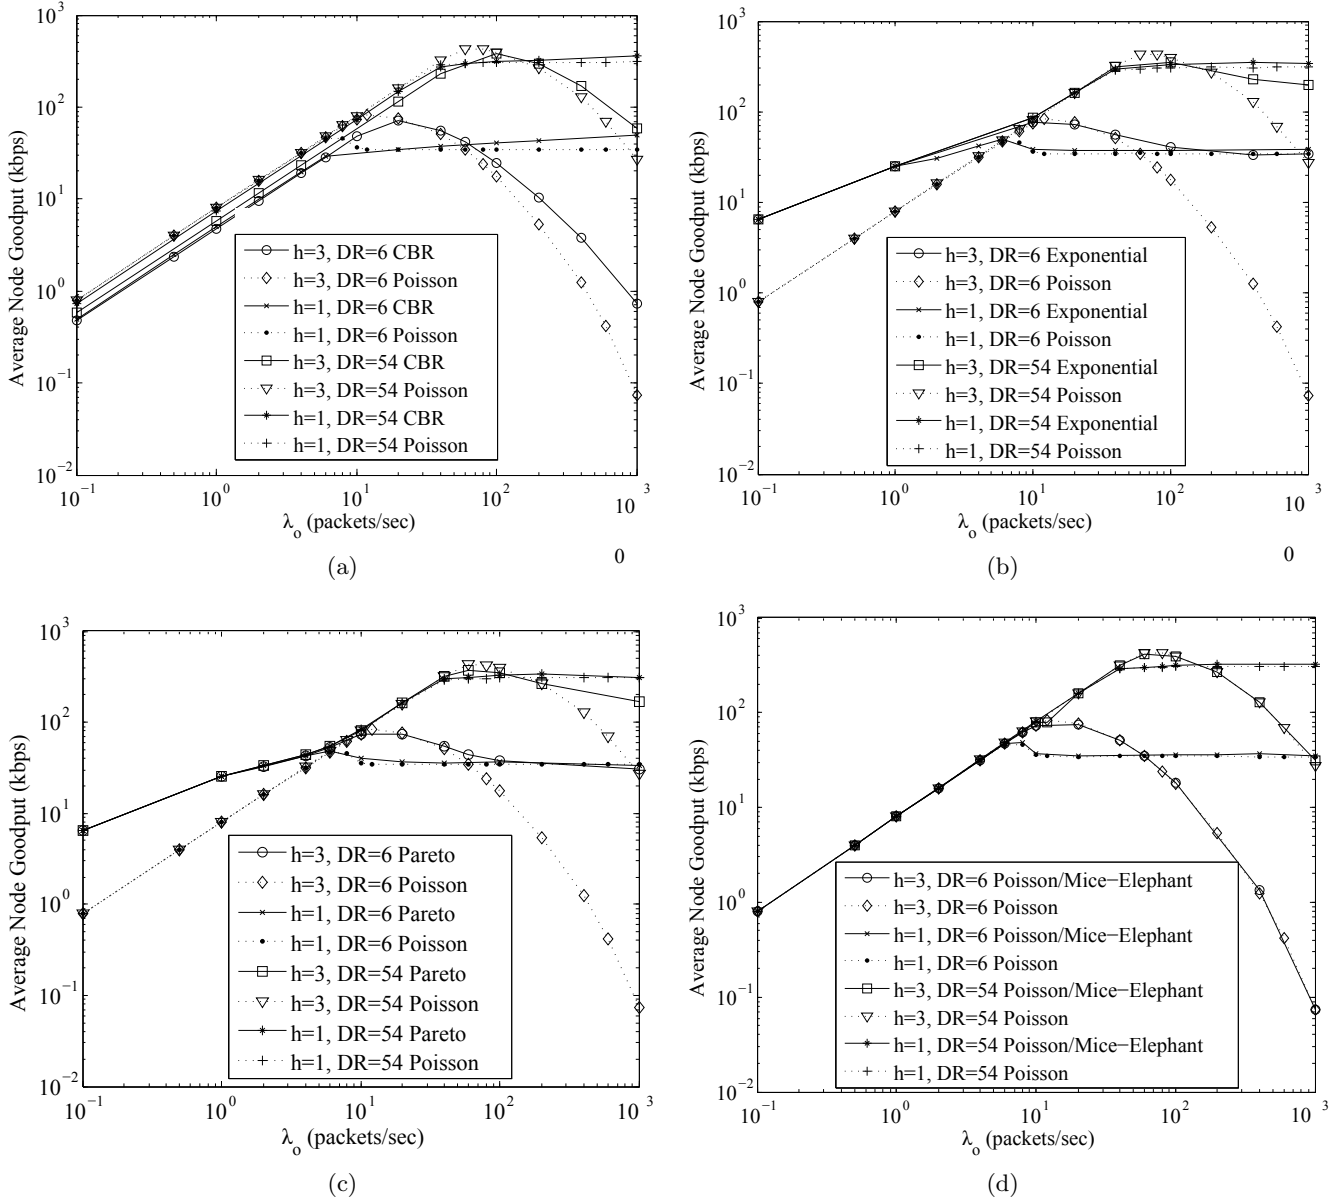 10^3
10^2
10^1
10^0
10^-1
10^-2
Average Node Goodput (kbps)
h=3, DR=6 CBR
h=3, DR=6 Poisson
h=1, DR=6 CBR
h=1, DR=6 Poisson
h=3, DR=54 CBR
h=3, DR=54 Poisson
h=1, DR=54 CBR
h=1, DR=54 Poisson
10^-1 10^0 10^1 10^2 10^3
λ_o (packets/sec)
0
(a)
10^3
10^2
10^1
10^0
10^-1
10^-2
Average Node Goodput (kbps)
h=3, DR=6 Exponential
h=3, DR=6 Poisson
h=1, DR=6 Exponential
h=1, DR=6 Poisson
h=3, DR=54 Exponential
h=3, DR=54 Poisson
h=1, DR=54 Exponential
h=1, DR=54 Poisson
10^-1 10^0 10^1 10^2 10^3
λ_o (packets/sec)
0
(b)
10^3
10^2
10^1
10^0
10^-1
10^-2
Average Node Goodput (kbps)
h=3, DR=6 Pareto
h=3, DR=6 Poisson
h=1, DR=6 Pareto
h=1, DR=6 Poisson
h=3, DR=54 Pareto
h=3, DR=54 Poisson
h=1, DR=54 Pareto
h=1, DR=54 Poisson
10^-1 10^0 10^1 10^2 10^3
λ_o (packets/sec)
(c)
10^3
10^2
10^1
10^0
10^-1
10^-2
Average Node Goodput (kbps)
h=3, DR=6 Poisson/Mice−Elephant
h=3, DR=6 Poisson
h=1, DR=6 Poisson/Mice−Elephant
h=1, DR=6 Poisson
h=3, DR=54 Poisson/Mice−Elephant
h=3, DR=54 Poisson
h=1, DR=54 Poisson/Mice−Elephant
h=1, DR=54 Poisson
10^-1 10^0 10^1 10^2 10^3
λ_o (packets/sec)
(d)